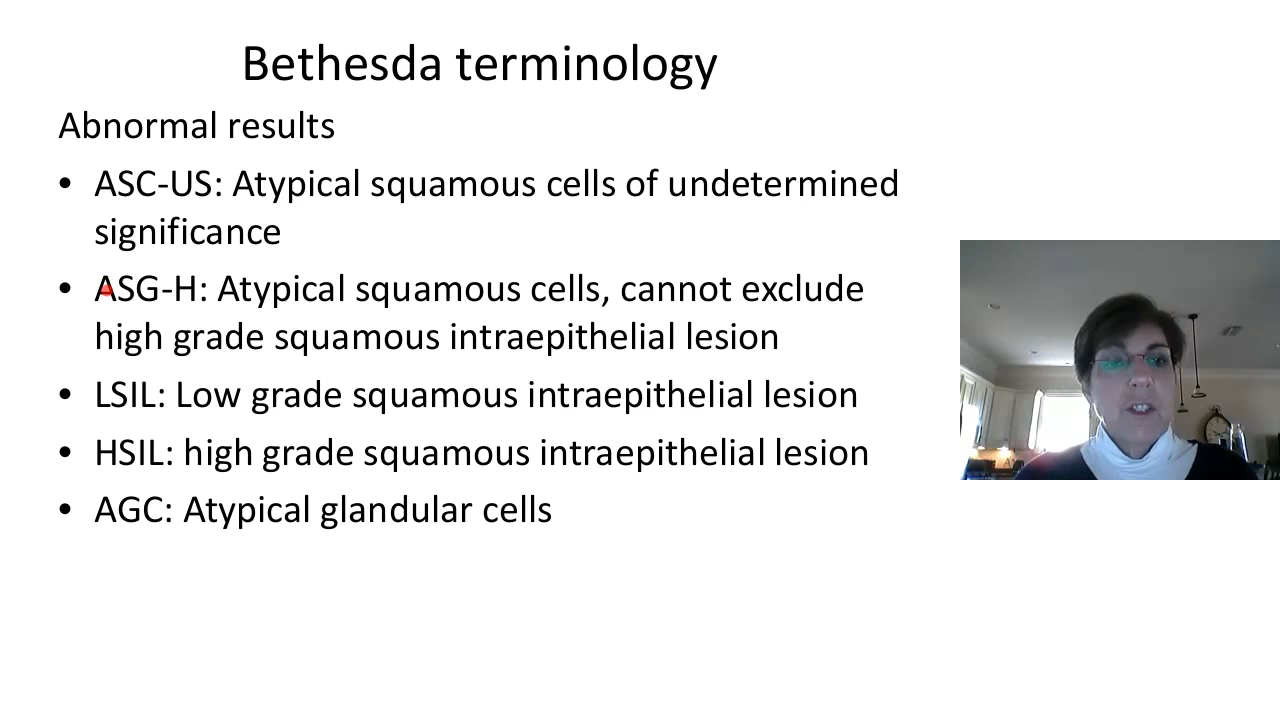 Bethesda terminology
Abnormal results
• ASC-US: Atypical squamous cells of undetermined
significance
• ASG-H: Atypical squamous cells, cannot exclude
high grade squamous intraepithelial lesion
• LSIL: Low grade squamous intraepithelial lesion
• HSIL: high grade squamous intraepithelial lesion
• AGC: Atypical glandular cells